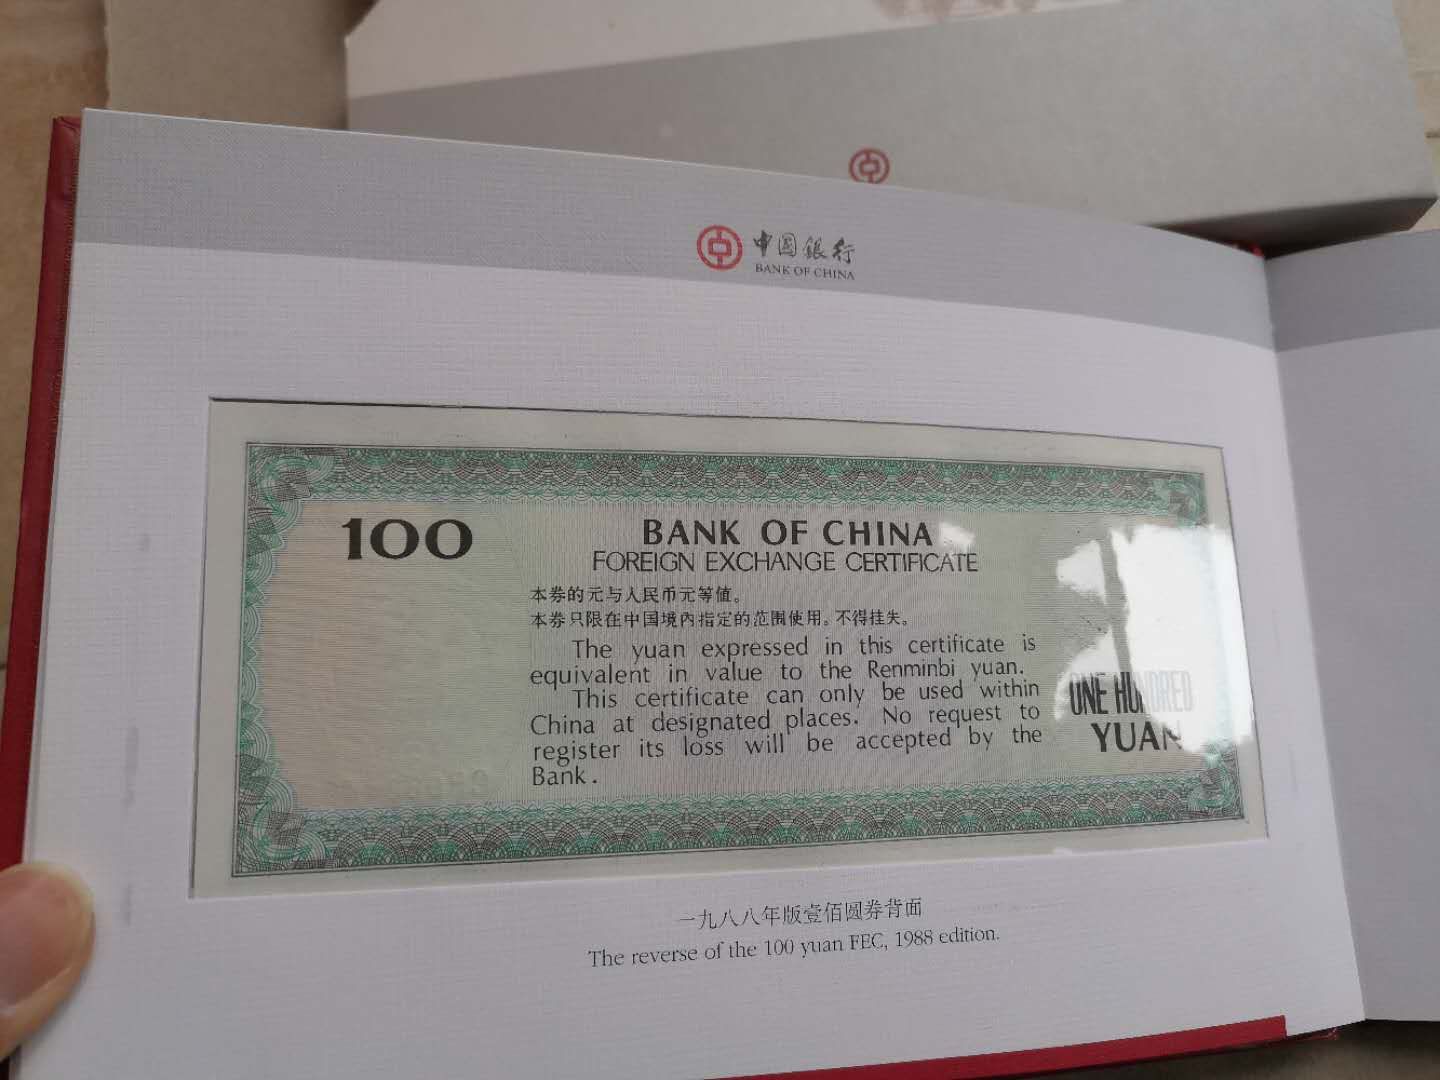 中国銀行
BANK OF CHINA
100
BANK OF CHINA
FOREIGN EXCHANGE CERTIFICATE
本券的元与人民币元等值。
本券只限在中国境内指定的范围使用。不得挂失。
The yuan expressed in this certificate is
equivalent in value to the Renminbi yuan.
This certificate can only be used within
China at designated places. No request to
register its loss will be accepted by the
Bank.
ONE HUNDRED
YUAN
一九八八年版壹佰圆券背面
The reverse of the 100 yuan FEC, 1988 edition.